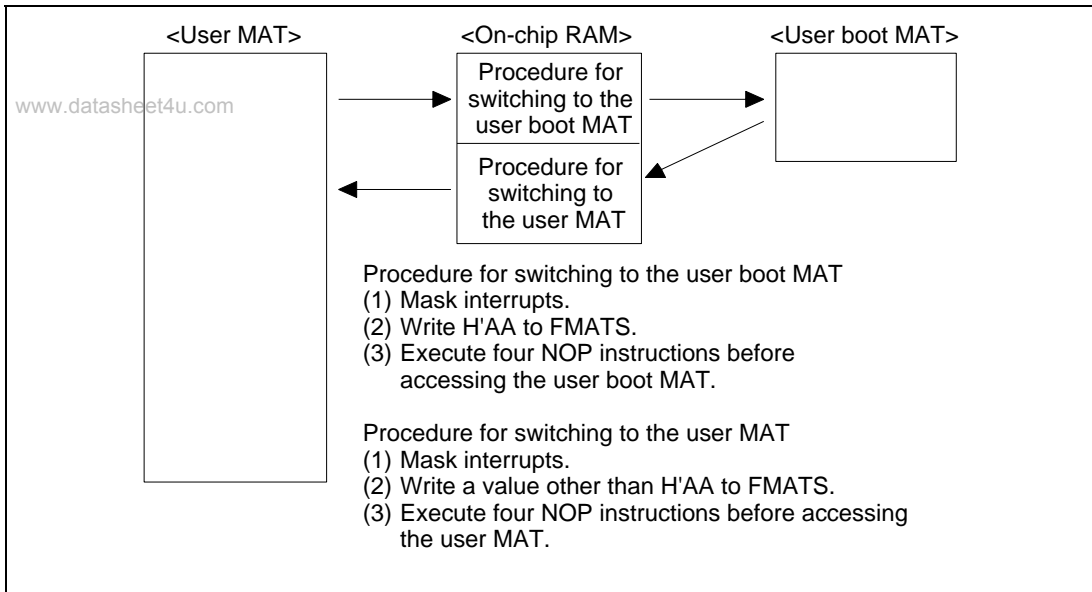 <User MAT>
<On-chip RAM>
<User boot MAT>
www.datasheet4u.com
Procedure for
switching to the
user boot MAT
Procedure for
switching to
the user MAT
Procedure for switching to the user boot MAT
(1) Mask interrupts.
(2) Write H'AA to FMATS.
(3) Execute four NOP instructions before
accessing the user boot MAT.
Procedure for switching to the user MAT
(1) Mask interrupts.
(2) Write a value other than H'AA to FMATS.
(3) Execute four NOP instructions before accessing
the user MAT.